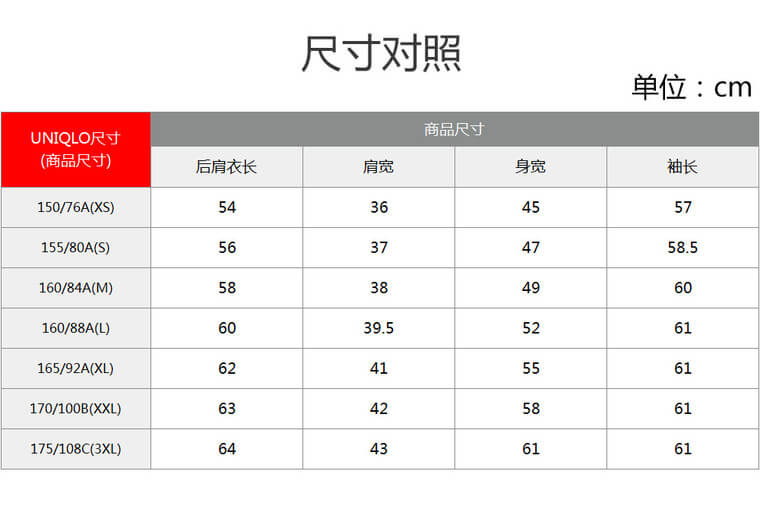 尺寸对照
单位：cm
UNIQLO尺寸
(商品尺寸)
商品尺寸
后肩衣长 肩宽 身宽 袖长
150/76A(XS) 54 36 45 57
155/80A(S) 56 37 47 58.5
160/84A(M) 58 38 49 60
160/88A(L) 60 39.5 52 61
165/92A(XL) 62 41 55 61
170/100B(XXL) 63 42 58 61
175/108C(3XL) 64 43 61 61